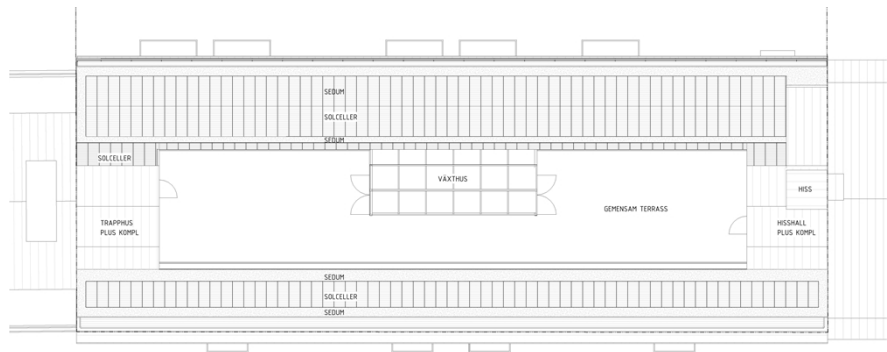 SEDUM
SOLCELLER
SEDUM
SOLCELLER
VÄXTHUS
HISS
GEMENSAM TERRASS
TRAPPHUS
PLUS KOMPL
HISSHALL
PLUS KOMPL
SEDUM
SOLCELLER
SEDUM